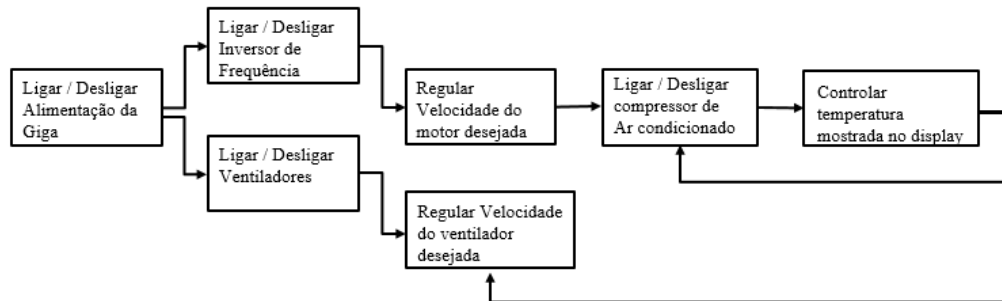 Ligar / Desligar
Alimentação da
Giga
Ligar / Desligar
Inversor de
Frequência
Ligar / Desligar
Ventiladores
Regular
Velocidade do
motor desejada
Regular Velocidade
do ventilador
desejada
Ligar / Desligar
compressor de
Ar condicionado
Controlar
temperatura
mostrada no display